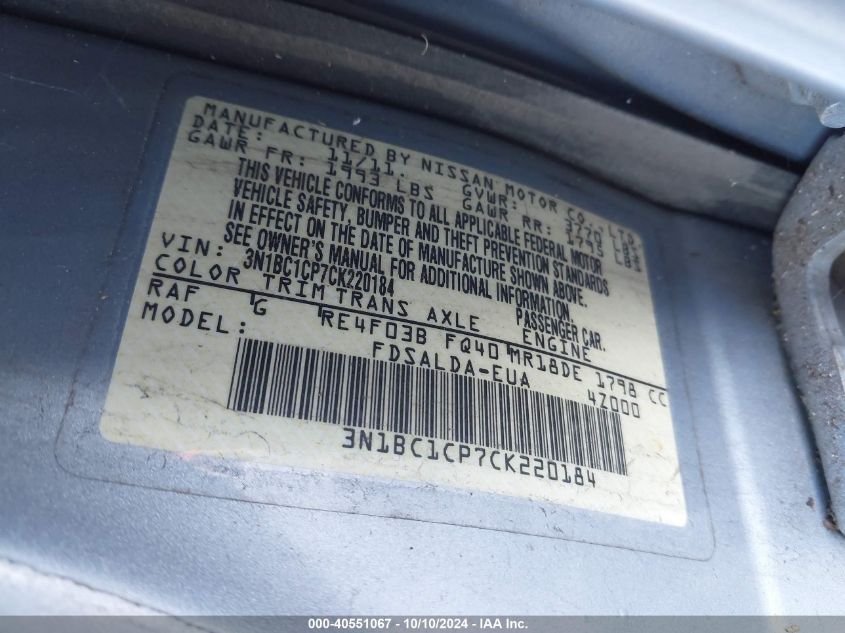 MANUFACTURED BY NISSAN MOTOR CO., LTD.
DATE: 11/11. GVWR: 3770 LBS
GAWR FR: 1993 LBS GAWR RR: 1793 LBS
THIS VEHICLE CONFORMS TO ALL APPLICABLE FEDERAL MOTOR
VEHICLE SAFETY, BUMPER AND THEFT PREVENTION STANDARDS
IN EFFECT ON THE DATE OF MANUFACTURE SHOWN ABOVE.
SEE OWNER'S MANUAL FOR ADDITIONAL INFORMATION.
VIN: 3N1BC1CP7CK220184 PASSENGER CAR.
COLOR TRIM TRANS AXLE ENGINE
RAF G RE4F03B FQ40 MR18DE 1798 CC
MODEL: FDSALDA-EUA 4Z000
3N1BC1CP7CK220184
000-40551067 - 10/10/2024 - IAA Inc.